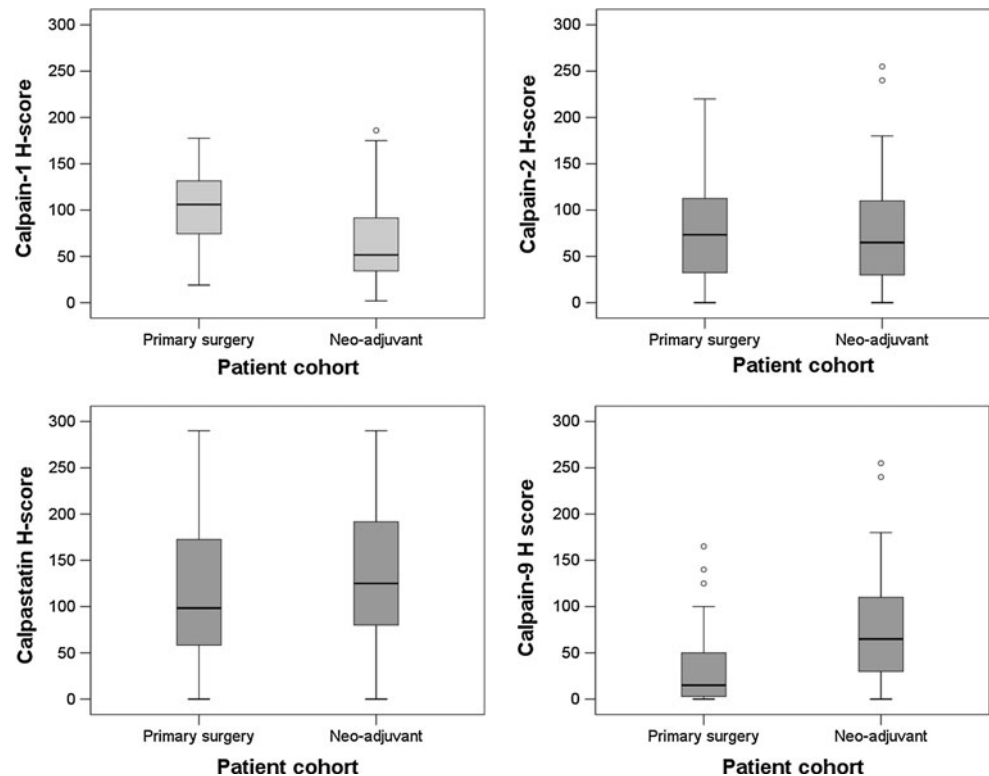 Calpain-1 H-score
300
250
200
150
100
50
0
Primary surgery
Neo-adjuvant
Patient cohort
Calpain-2 H-score
300
250
200
150
100
50
0
Primary surgery
Neo-adjuvant
Patient cohort
Calpastatin H-score
300
250
200
150
100
50
0
Primary surgery
Neo-adjuvant
Patient cohort
Calpain-9 H score
300
250
200
150
100
50
0
Primary surgery
Neo-adjuvant
Patient cohort